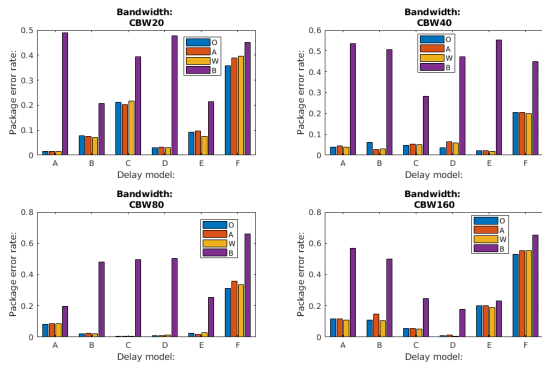 Bandwidth:
CBW20
Package error rate:
0.5
0.4
0.3
0.2
0.1
0
O
A
W
B
A B C D E F
Delay model:
Bandwidth:
CBW40
Package error rate:
0.6
0.5
0.4
0.3
0.2
0.1
0
O
A
W
B
A B C D E F
Delay model:
Bandwidth:
CBW80
Package error rate:
0.8
0.6
0.4
0.2
0
O
A
W
B
A B C D E F
Delay model:
Bandwidth:
CBW160
Package error rate:
0.8
0.6
0.4
0.2
0
O
A
W
B
A B C D E F
Delay model: